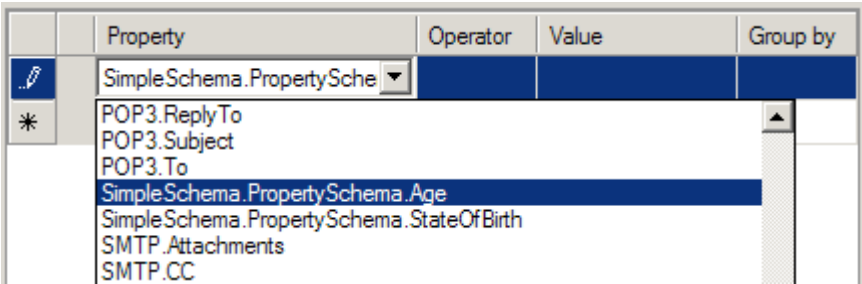 Property Operator Value Group by
SimpleSchema.PropertySche
POP3.ReplyTo
POP3.Subject
POP3.To
SimpleSchema.PropertySchema.Age
SimpleSchema.PropertySchema.StateOfBirth
SMTP.Attachments
SMTP.CC